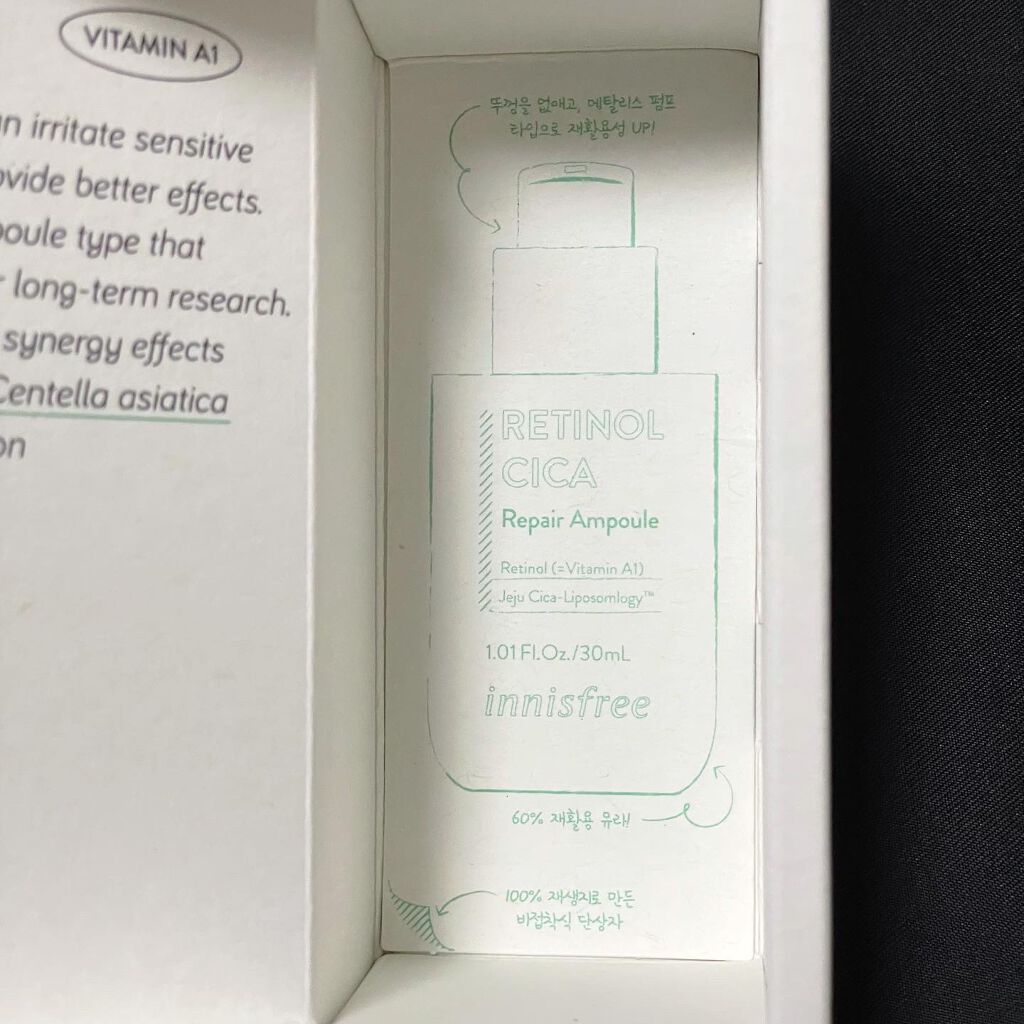 VITAMIN A1
irritate sensitive
better effects.
type that
long-term research.
synergy effects
Centella asiatica
뚜껑을 없애고, 메탈리스 펌프
타입으로 재활용성 UP!
RETINOL
CICA
Repair Ampoule
Retinol (=Vitamin A1)
Jeju Cica-Liposomlogy™
1.01 Fl.Oz./30mL
innisfree
60% 재활용 유리!
100% 재생지로 만든
비접착식 단상자